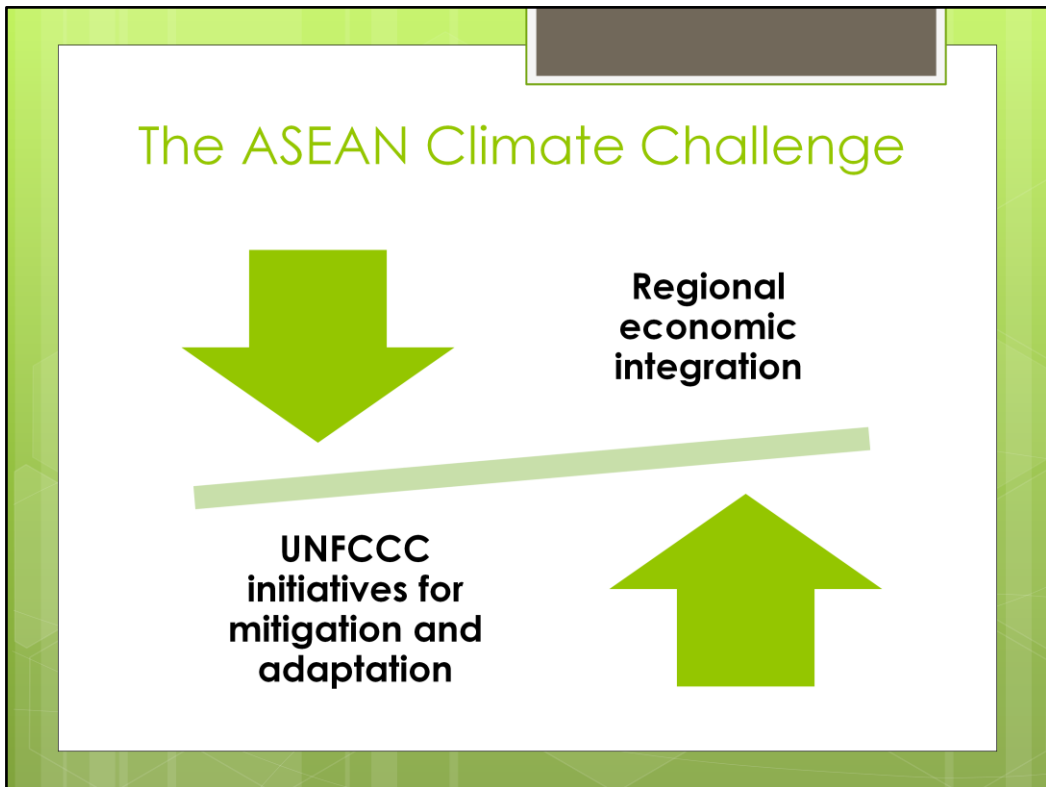 The ASEAN Climate Challenge
Regional
economic
integration
UNFCCC
initiatives for
mitigation and
adaptation